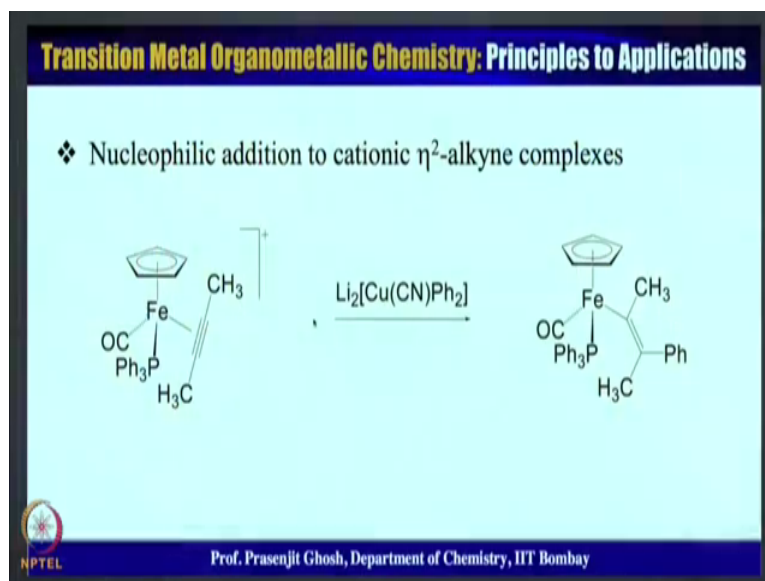 Transition Metal Organometallic Chemistry: Principles to Applications
❖ Nucleophilic addition to cationic η²-alkyne complexes
+
CH₃
Fe
OC
Ph₃P
H₃C
Li₂[Cu(CN)Ph₂]
Fe
CH₃
OC
Ph₃P
Ph
H₃C
NPTEL
Prof. Prasenjit Ghosh, Department of Chemistry, IIT Bombay